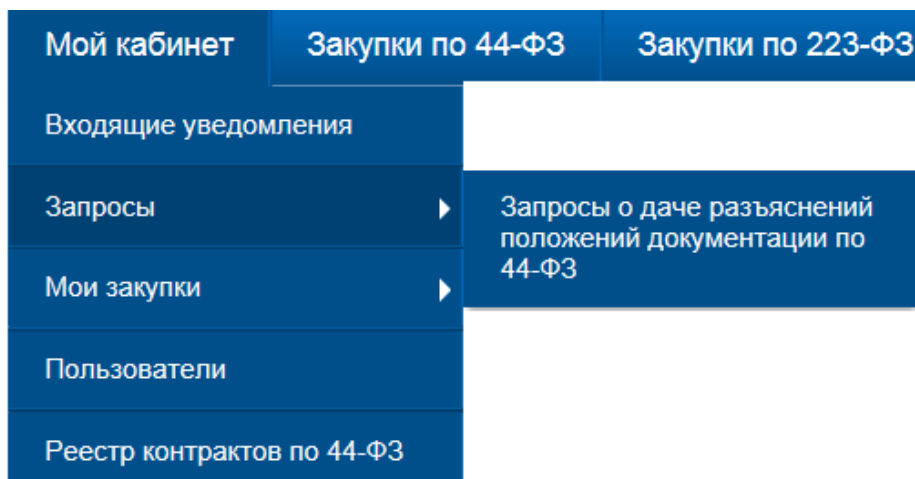 Мой кабинет
Закупки по 44-ФЗ
Закупки по 223-ФЗ
Входящие уведомления
Запросы
Запросы о даче разъяснений
положений документации по
44-ФЗ
Мои закупки
Пользователи
Реестр контрактов по 44-ФЗ